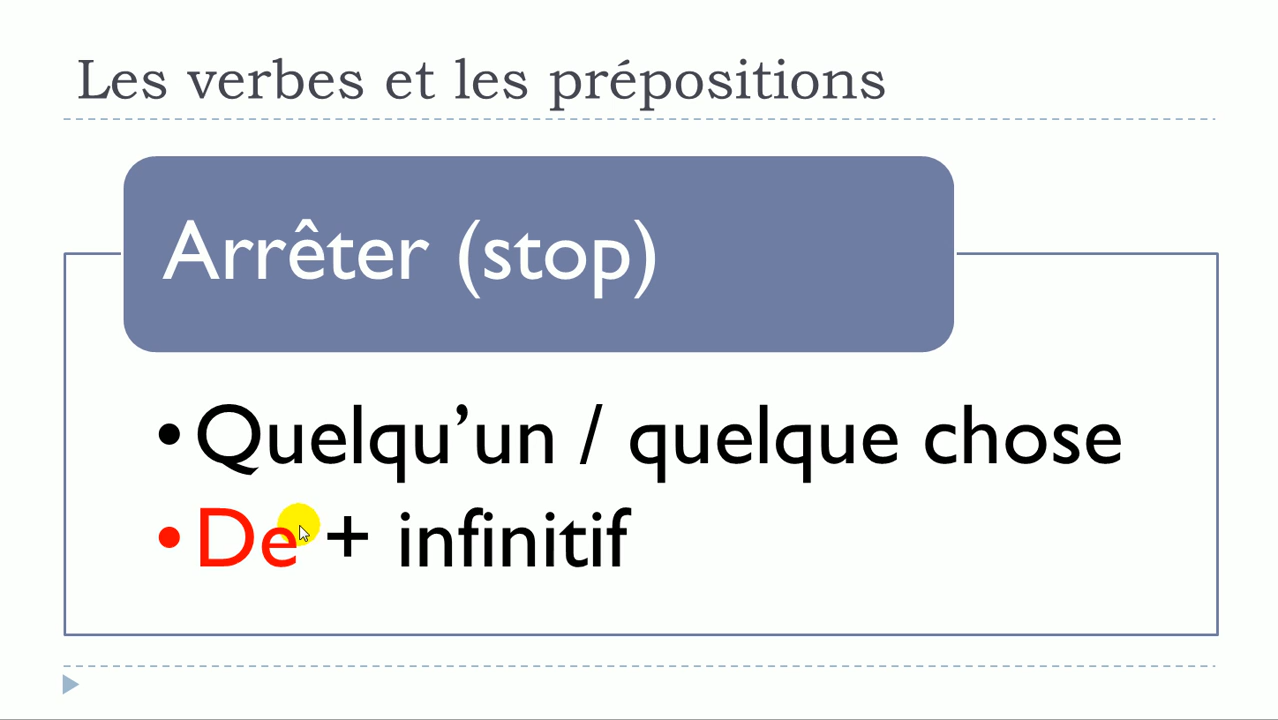 Les verbes et les prépositions
Arrêter (stop)
• Quelqu’un / quelque chose
• De + infinitif